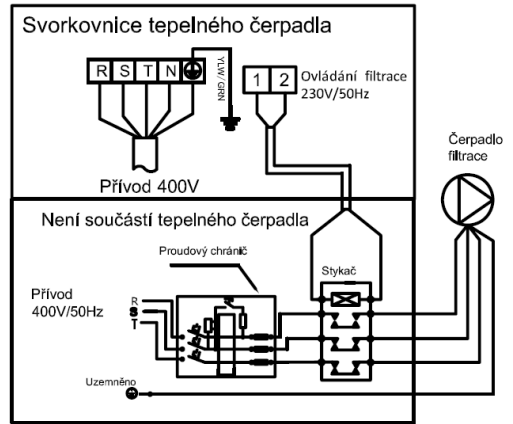 Svorkovnice tepelného čerpadla
R S T N
YLW/GRN
1 2
Ovládání filtrace
230V/50Hz
Přívod 400V
Čerpadlo
filtrace
Není součástí tepelného čerpadla
Proudový chránič
Stykač
Přívod
400V/50Hz
R
S
T
Uzemněno